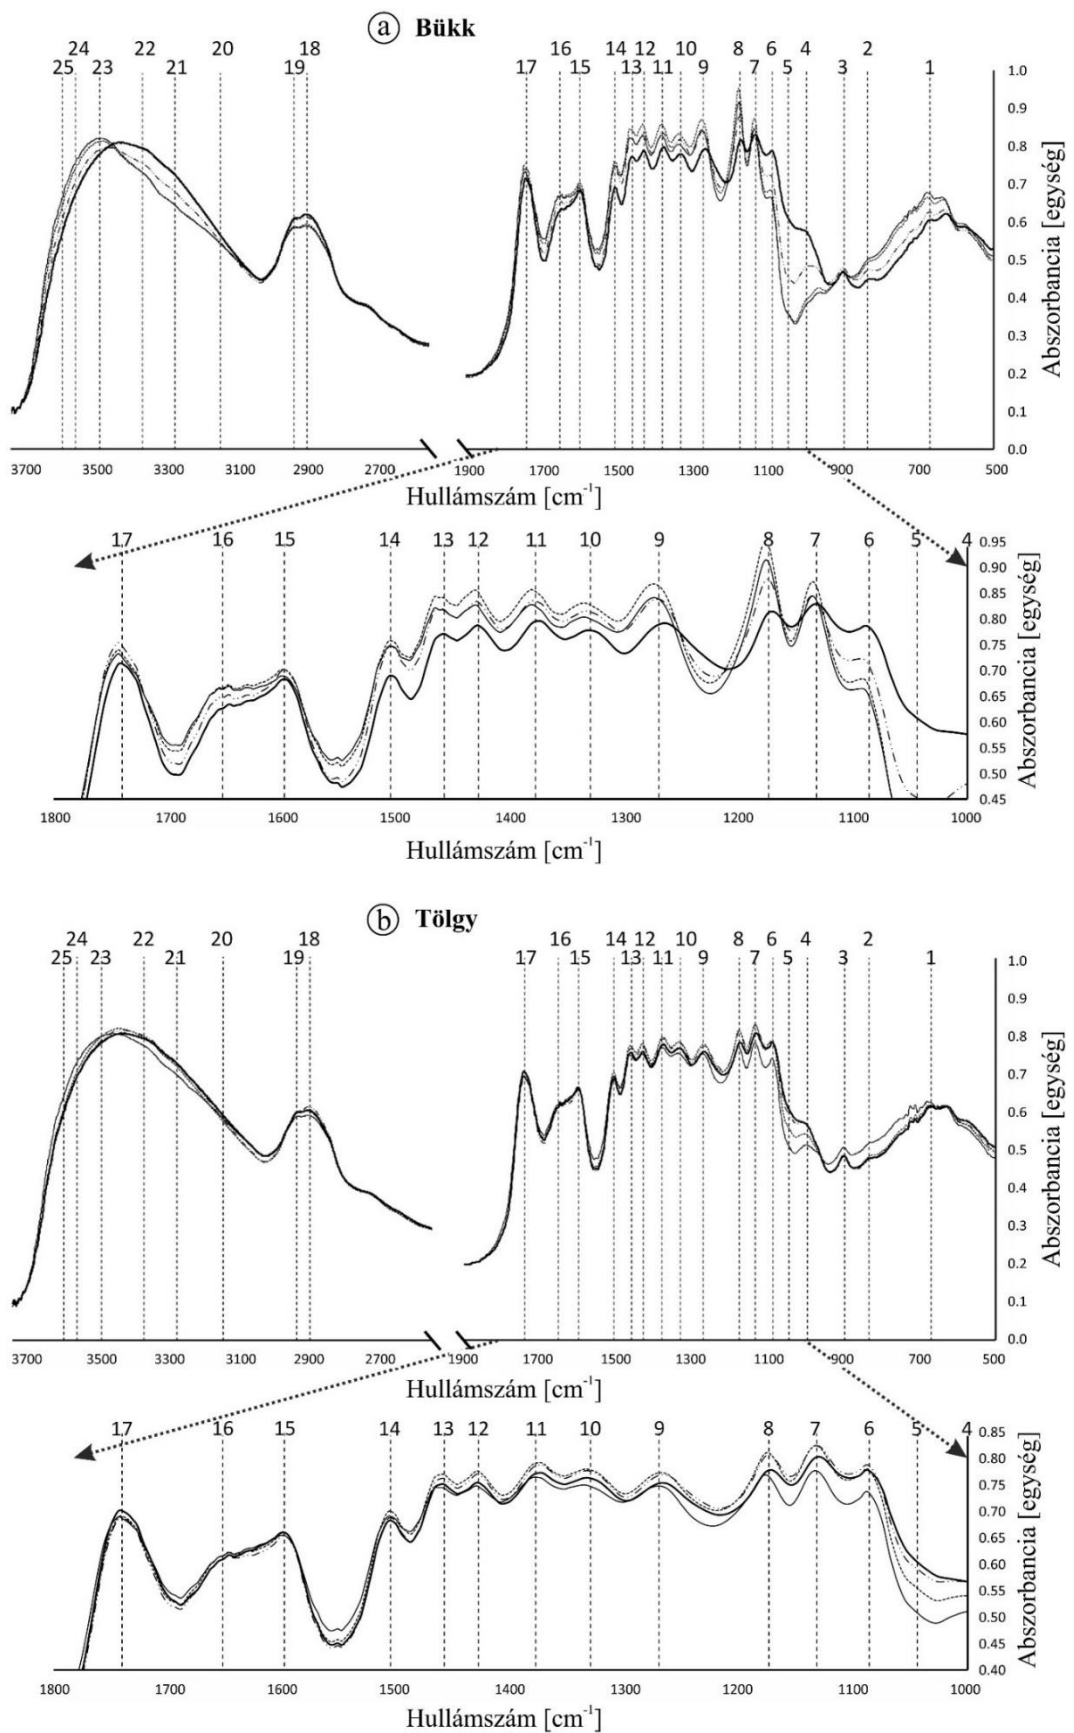 a Bükk
24 22 20 18 16 14 12 10 8 6 4 2
25 23 21 19 17 15 13 11 9 7 5 3 1
1.0
0.9
0.8
0.7
0.6
0.5
0.4
0.3
0.2
0.1
0.0
Abszorbancia [egység]
3700 3500 3300 3100 2900 2700 1900 1700 1500 1300 1100 900 700 500
Hullámszám [cm-1]
17 16 15 14 13 12 11 10 9 8 7 6 5 4
0.95
0.90
0.85
0.80
0.75
0.70
0.65
0.60
0.55
0.50
0.45
Abszorbancia [egység]
1800 1700 1600 1500 1400 1300 1200 1100 1000
Hullámszám [cm-1]
b Tölgy
24 22 20 18 16 14 12 10 8 6 4 2
25 23 21 19 17 15 13 11 9 7 5 3 1
1.0
0.9
0.8
0.7
0.6
0.5
0.4
0.3
0.2
0.1
0.0
Abszorbancia [egység]
3700 3500 3300 3100 2900 2700 1900 1700 1500 1300 1100 900 700 500
Hullámszám [cm-1]
17 16 15 14 13 12 11 10 9 8 7 6 5 4
0.85
0.80
0.75
0.70
0.65
0.60
0.55
0.50
0.45
0.40
Abszorbancia [egység]
1800 1700 1600 1500 1400 1300 1200 1100 1000
Hullámszám [cm-1]